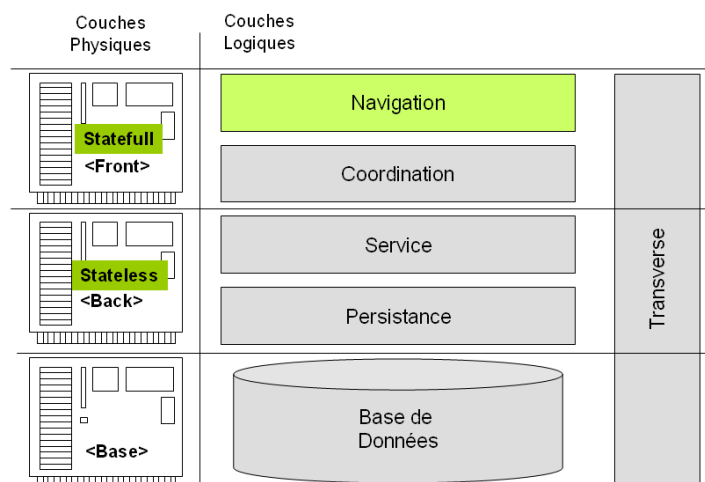 Couches
Physiques
Couches
Logiques
Statefull
<Front>
Navigation
Coordination
Stateless
<Back>
Service
Persistance
Transverse
<Base>
Base de
Données